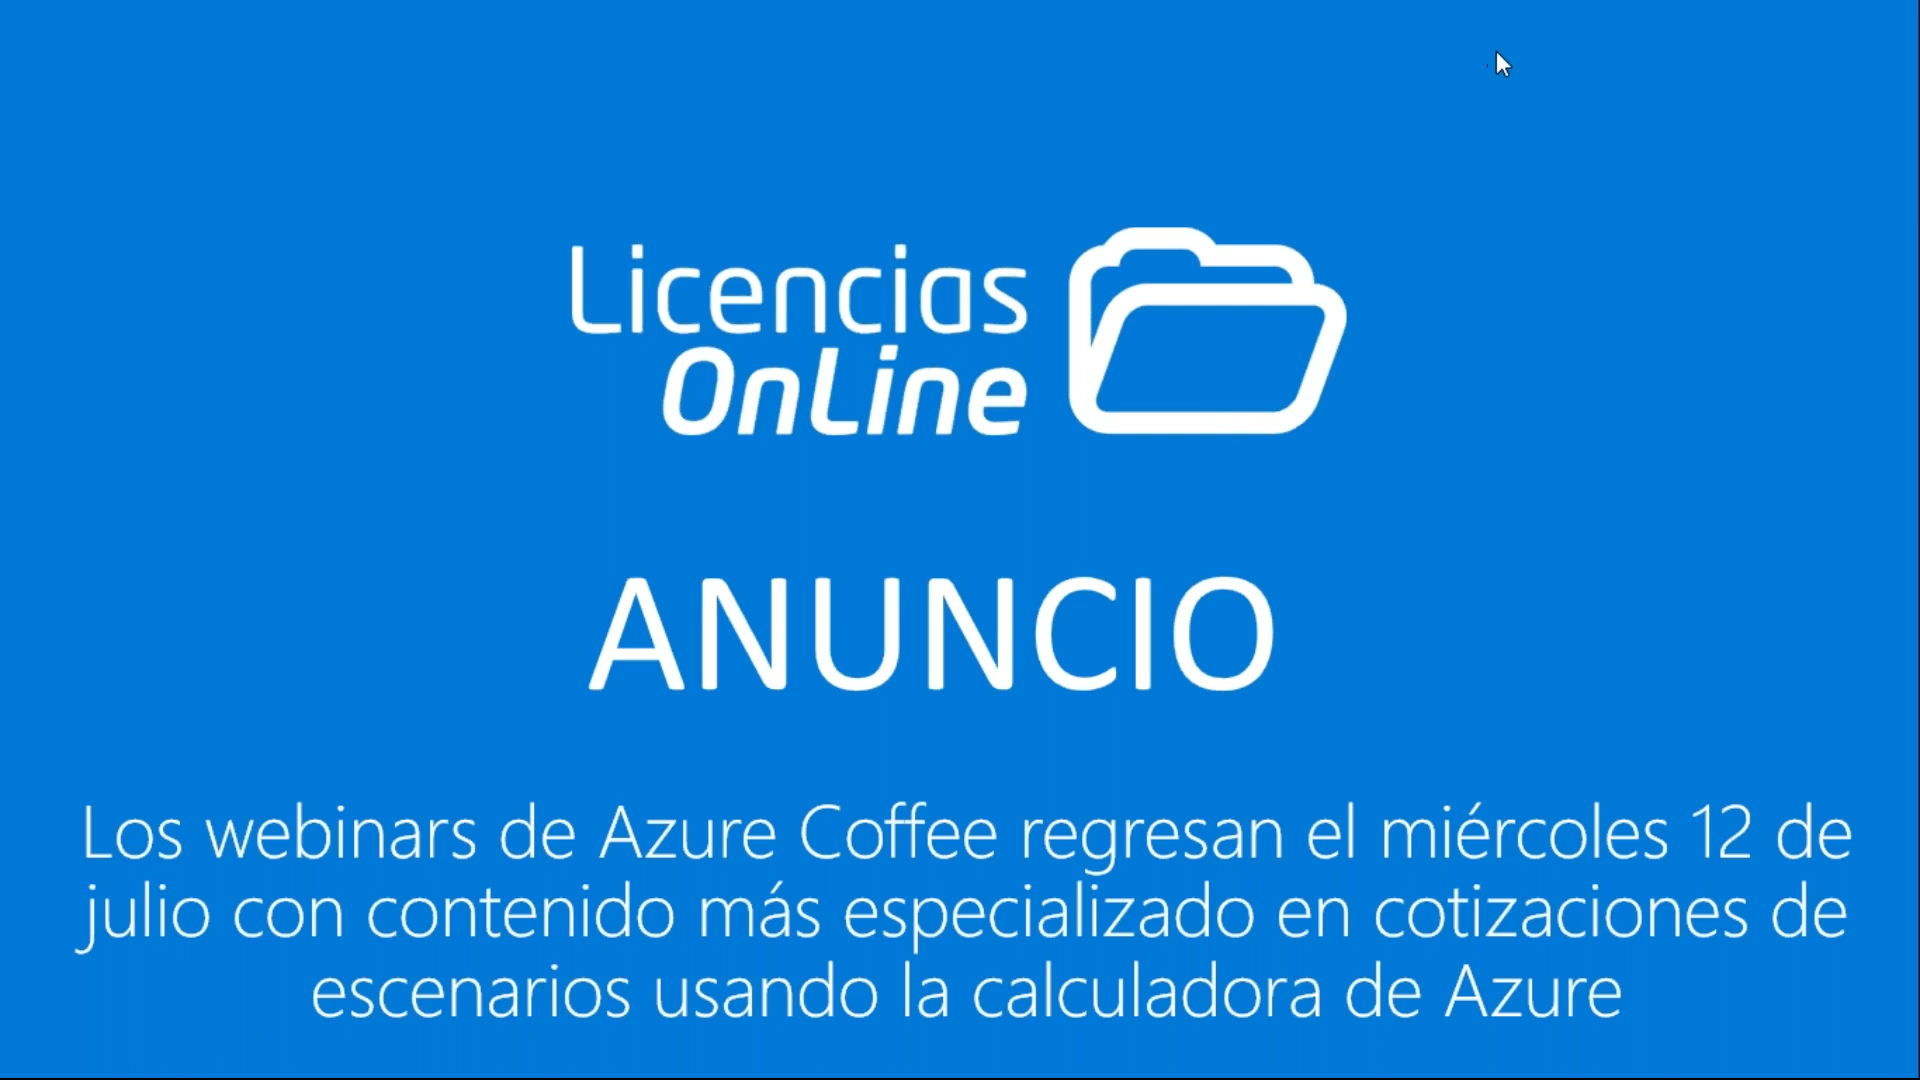 Licencias
OnLine
ANUNCIO
Los webinars de Azure Coffee regresan el miércoles 12 de
julio con contenido más especializado en cotizaciones de
escenarios usando la calculadora de Azure